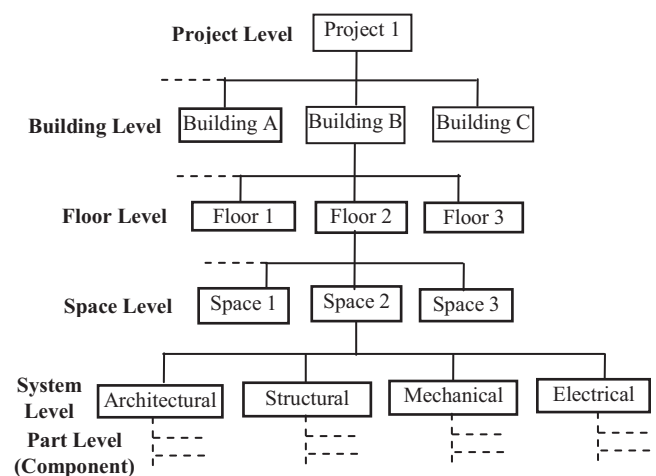 Project Level
Project 1
Building Level
Building A
Building B
Building C
Floor Level
Floor 1
Floor 2
Floor 3
Space Level
Space 1
Space 2
Space 3
System
Level
Architectural
Structural
Mechanical
Electrical
Part Level
(Component)